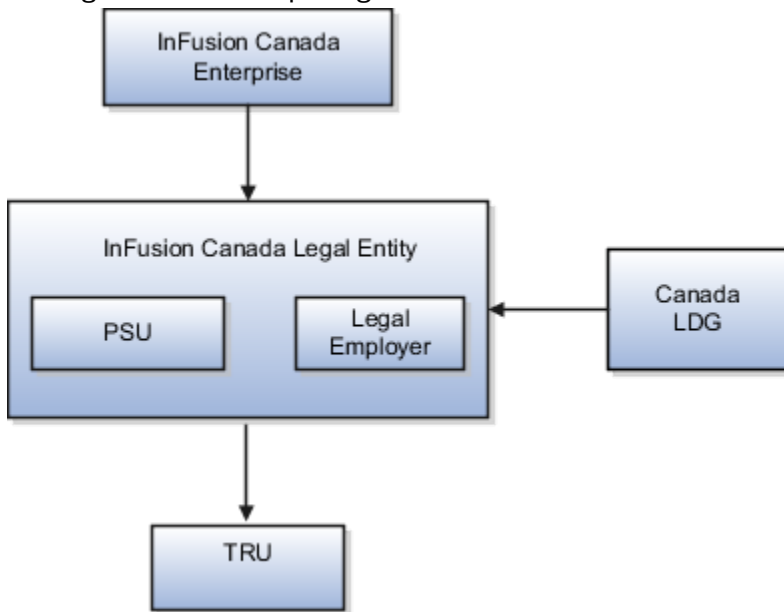 InFusion Canada
Enterprise
InFusion Canada Legal Entity
PSU
Legal
Employer
Canada
LDG
TRU